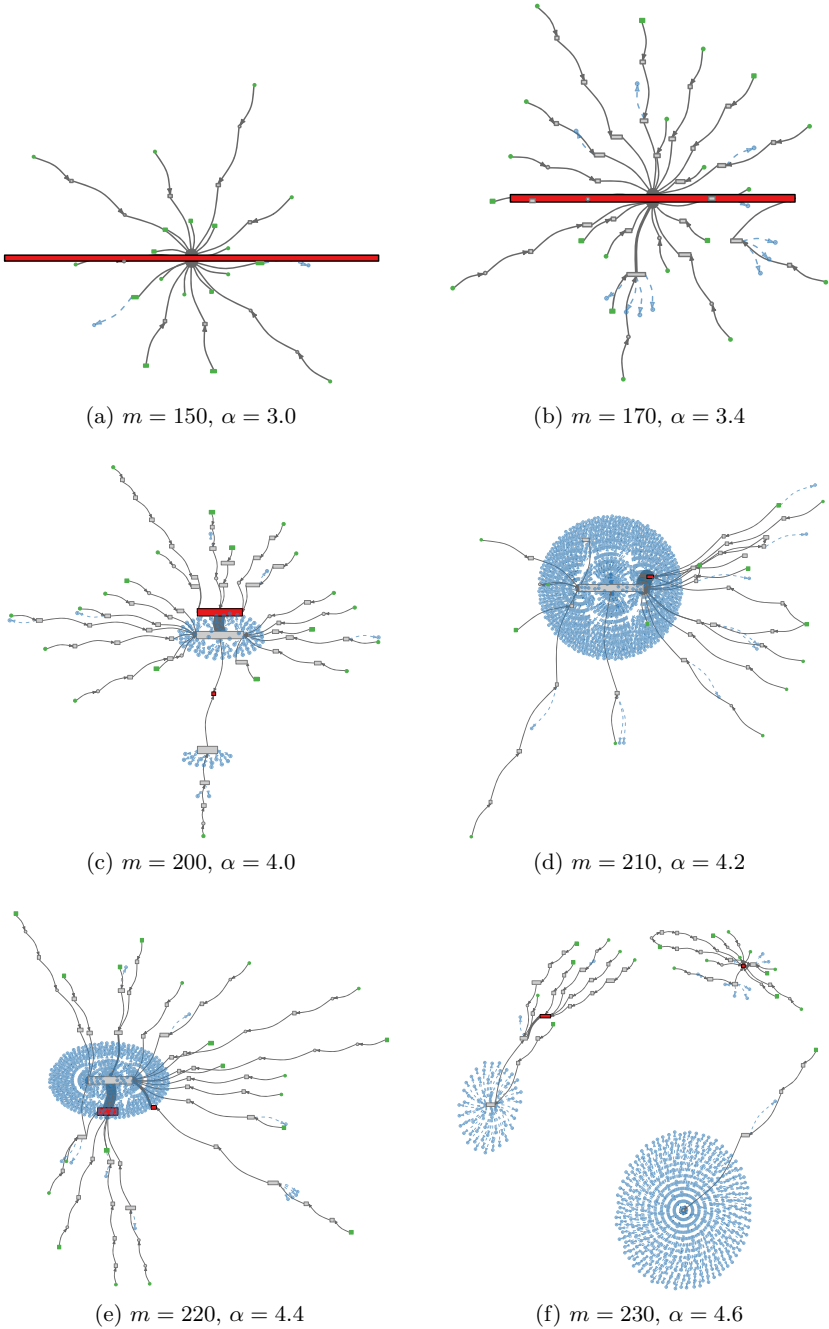 (a) m = 150, α = 3.0
(b) m = 170, α = 3.4
(c) m = 200, α = 4.0
(d) m = 210, α = 4.2
(e) m = 220, α = 4.4
(f) m = 230, α = 4.6